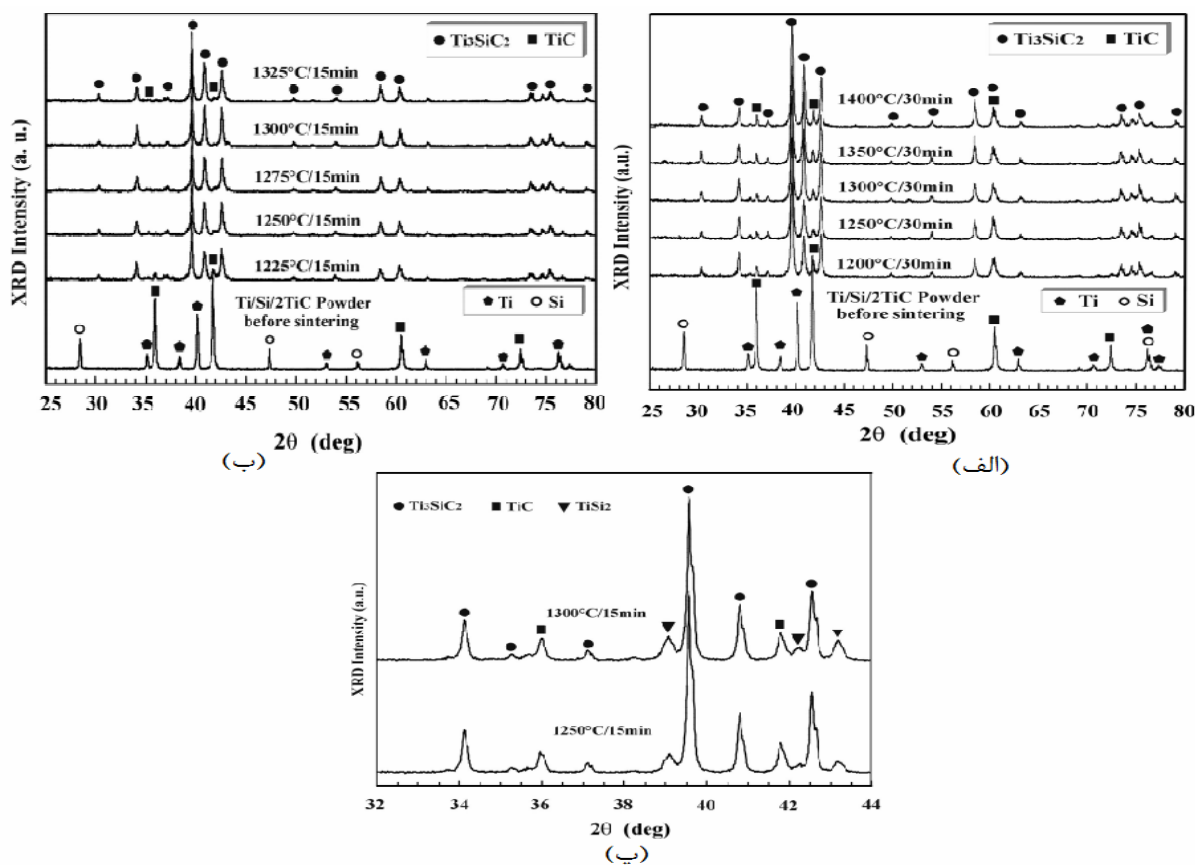 Ti3SiC2 TiC
1325°C/15min
1300°C/15min
1275°C/15min
1250°C/15min
1225°C/15min
Ti/Si/2TiC Powder
before sintering
Ti Si
XRD Intensity (a. u.)
25 30 35 40 45 50 55 60 65 70 75 80
2θ (deg)
(ب)
Ti3SiC2 TiC
1400°C/30min
1350°C/30min
1300°C/30min
1250°C/30min
1200°C/30min
Ti/Si/2TiC Powder
before sintering
Ti Si
XRD Intensity (a.u.)
25 30 35 40 45 50 55 60 65 70 75 80
2θ (deg)
(الف)
Ti3SiC2 TiC TiSi2
1300°C/15min
1250°C/15min
XRD Intensity (a.u.)
32 34 36 38 40 42 44
2θ (deg)
(پ)